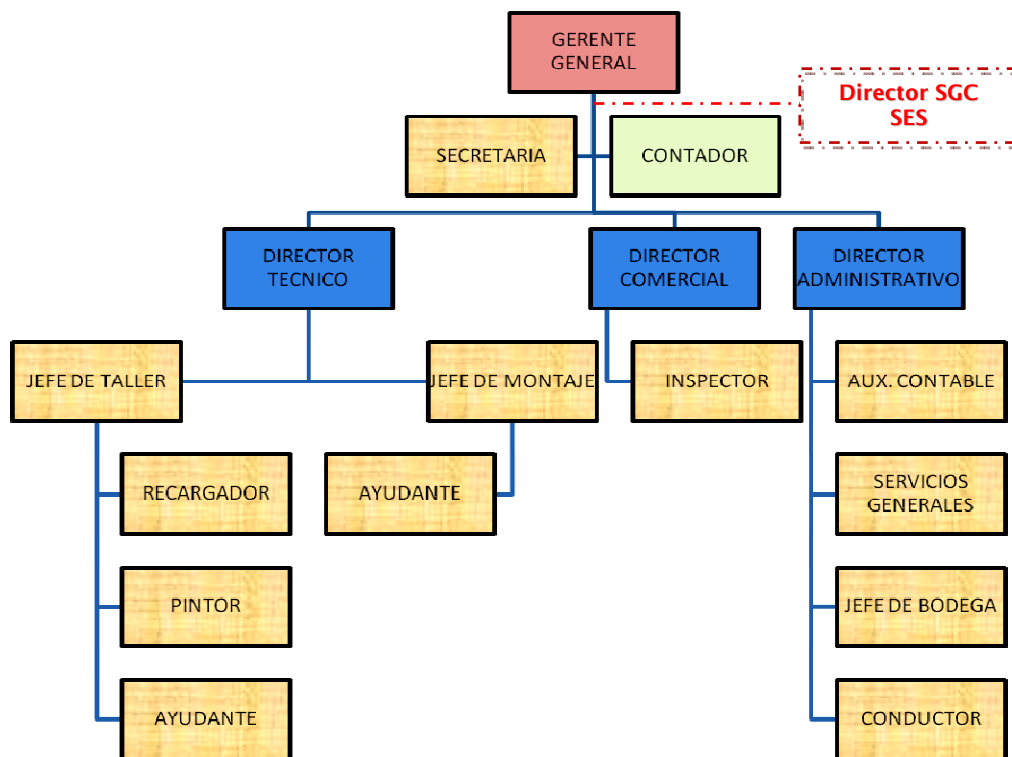 GERENTE
GENERAL
Director SGC
SES
SECRETARIA
CONTADOR
DIRECTOR
TECNICO
DIRECTOR
COMERCIAL
DIRECTOR
ADMINISTRATIVO
JEFE DE TALLER
JEFE DE MONTAJE
INSPECTOR
AUX. CONTABLE
RECARGADOR
AYUDANTE
SERVICIOS
GENERALES
PINTOR
JEFE DE BODEGA
AYUDANTE
CONDUCTOR